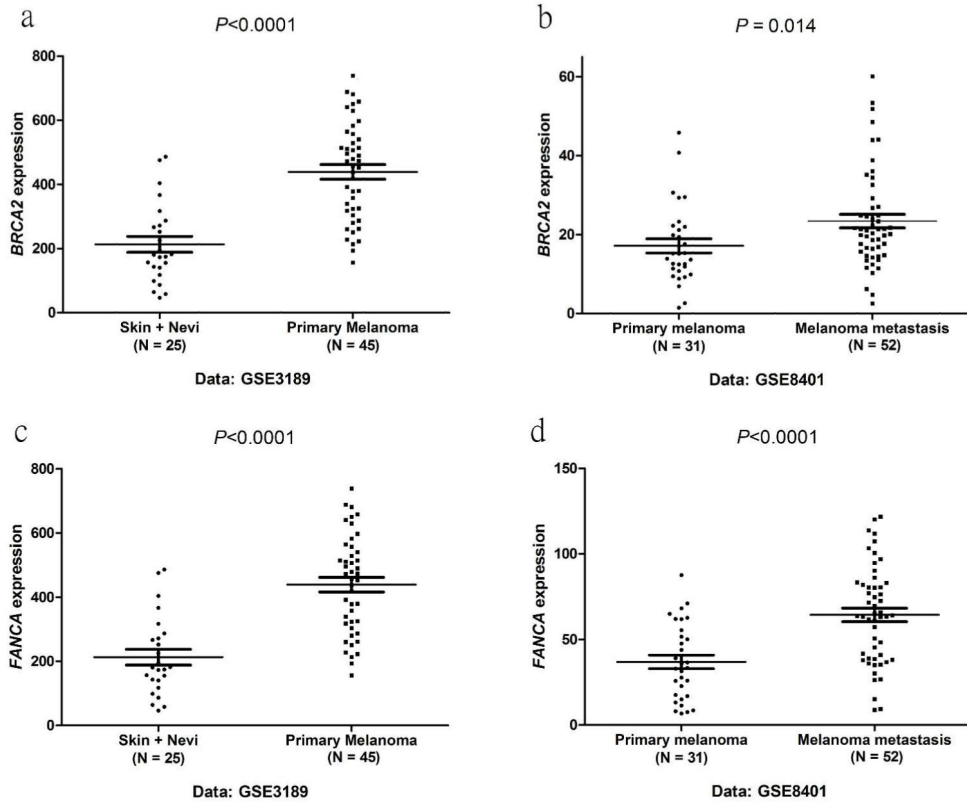 a
P<0.0001
BRCA2 expression
800
600
400
200
0
Skin + Nevi
(N = 25)
Primary Melanoma
(N = 45)
Data: GSE3189
b
P = 0.014
BRCA2 expression
60
40
20
0
Primary melanoma
(N = 31)
Melanoma metastasis
(N = 52)
Data: GSE8401
c
P<0.0001
FANCA expression
800
600
400
200
0
Skin + Nevi
(N = 25)
Primary Melanoma
(N = 45)
Data: GSE3189
d
P<0.0001
FANCA expression
150
100
50
0
Primary melanoma
(N = 31)
Melanoma metastasis
(N = 52)
Data: GSE8401